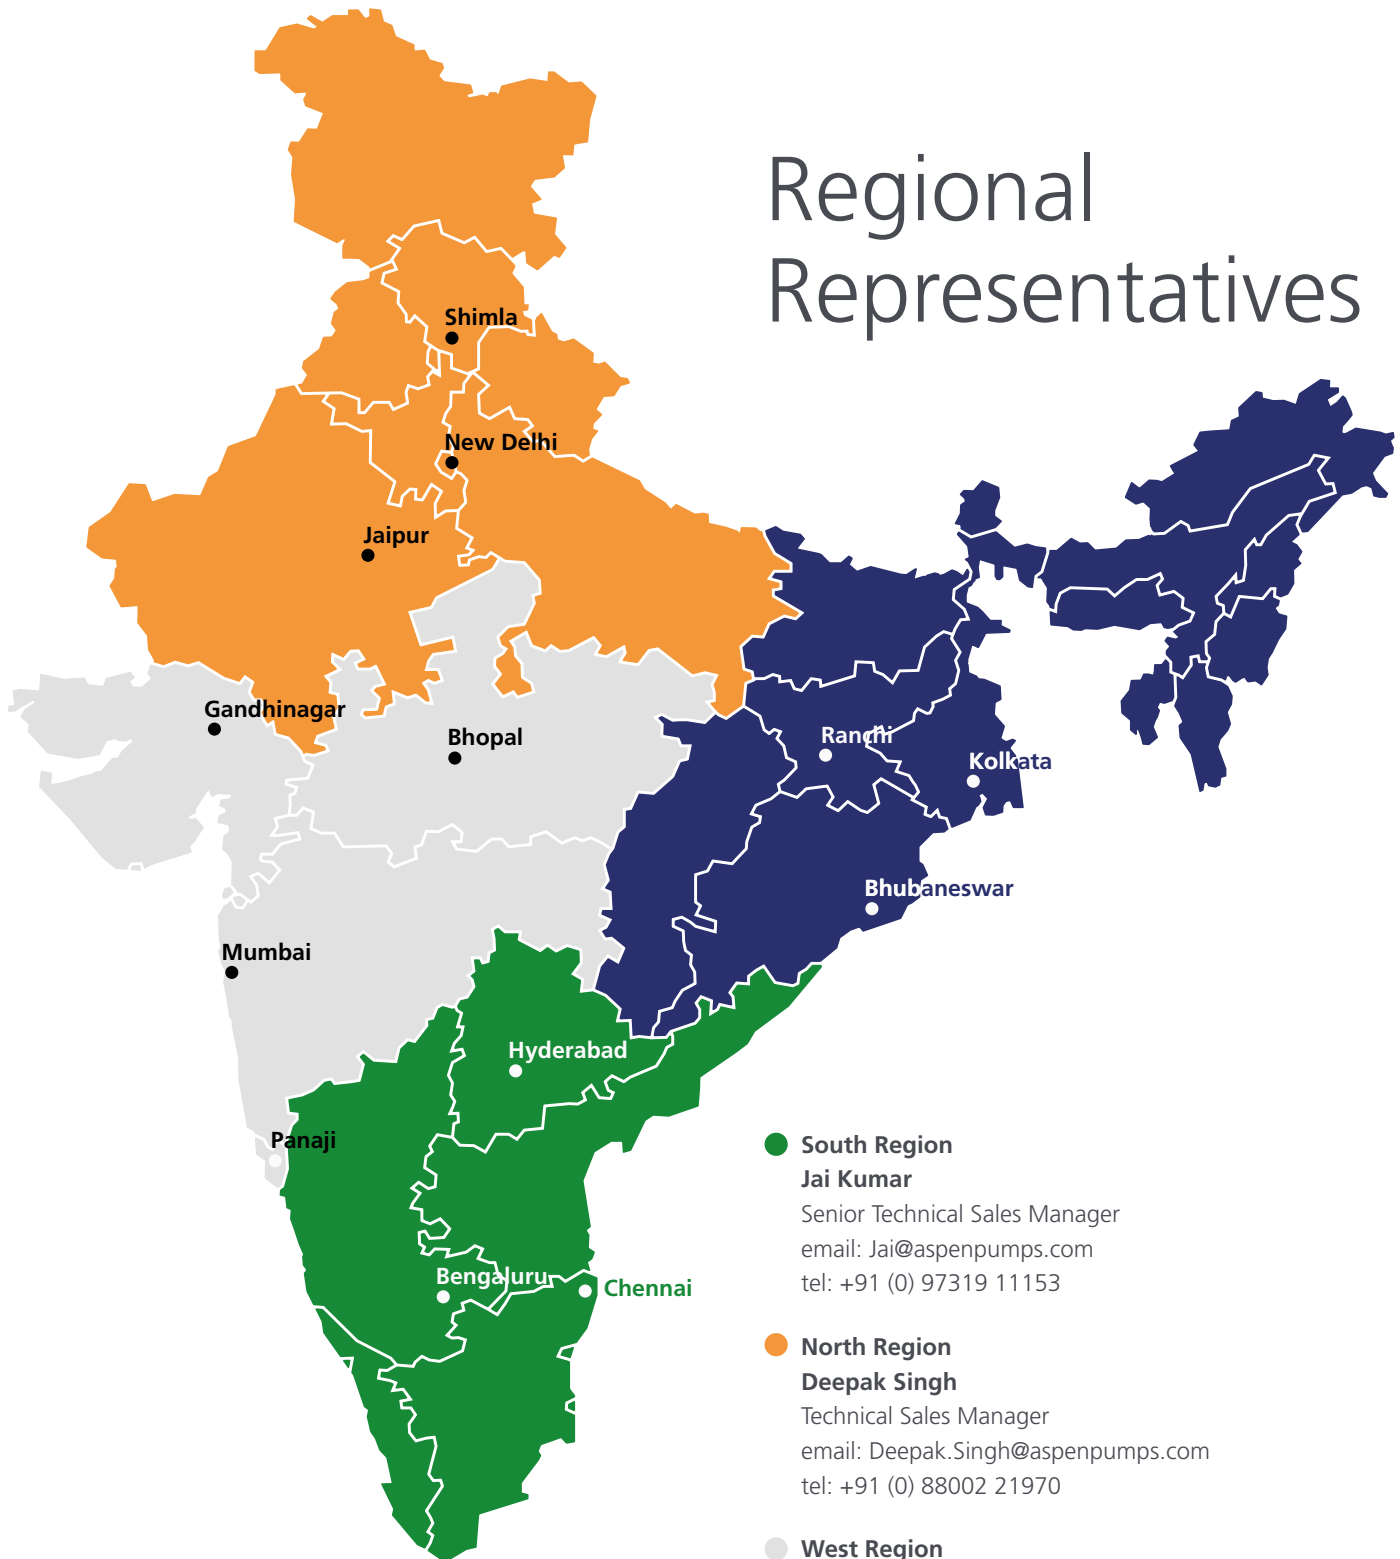 Regional
Representatives
Shimla
New Delhi
Jaipur
Gandhinagar
Bhopal
Ranchi
Kolkata
Bhubaneswar
Mumbai
Hyderabad
Panaji
Bengaluru
Chennai
South Region
Jai Kumar
Senior Technical Sales Manager
email: Jai@aspenpumps.com
tel: +91 (0) 97319 11153
North Region
Deepak Singh
Technical Sales Manager
email: Deepak.Singh@aspenpumps.com
tel: +91 (0) 88002 21970
West Region